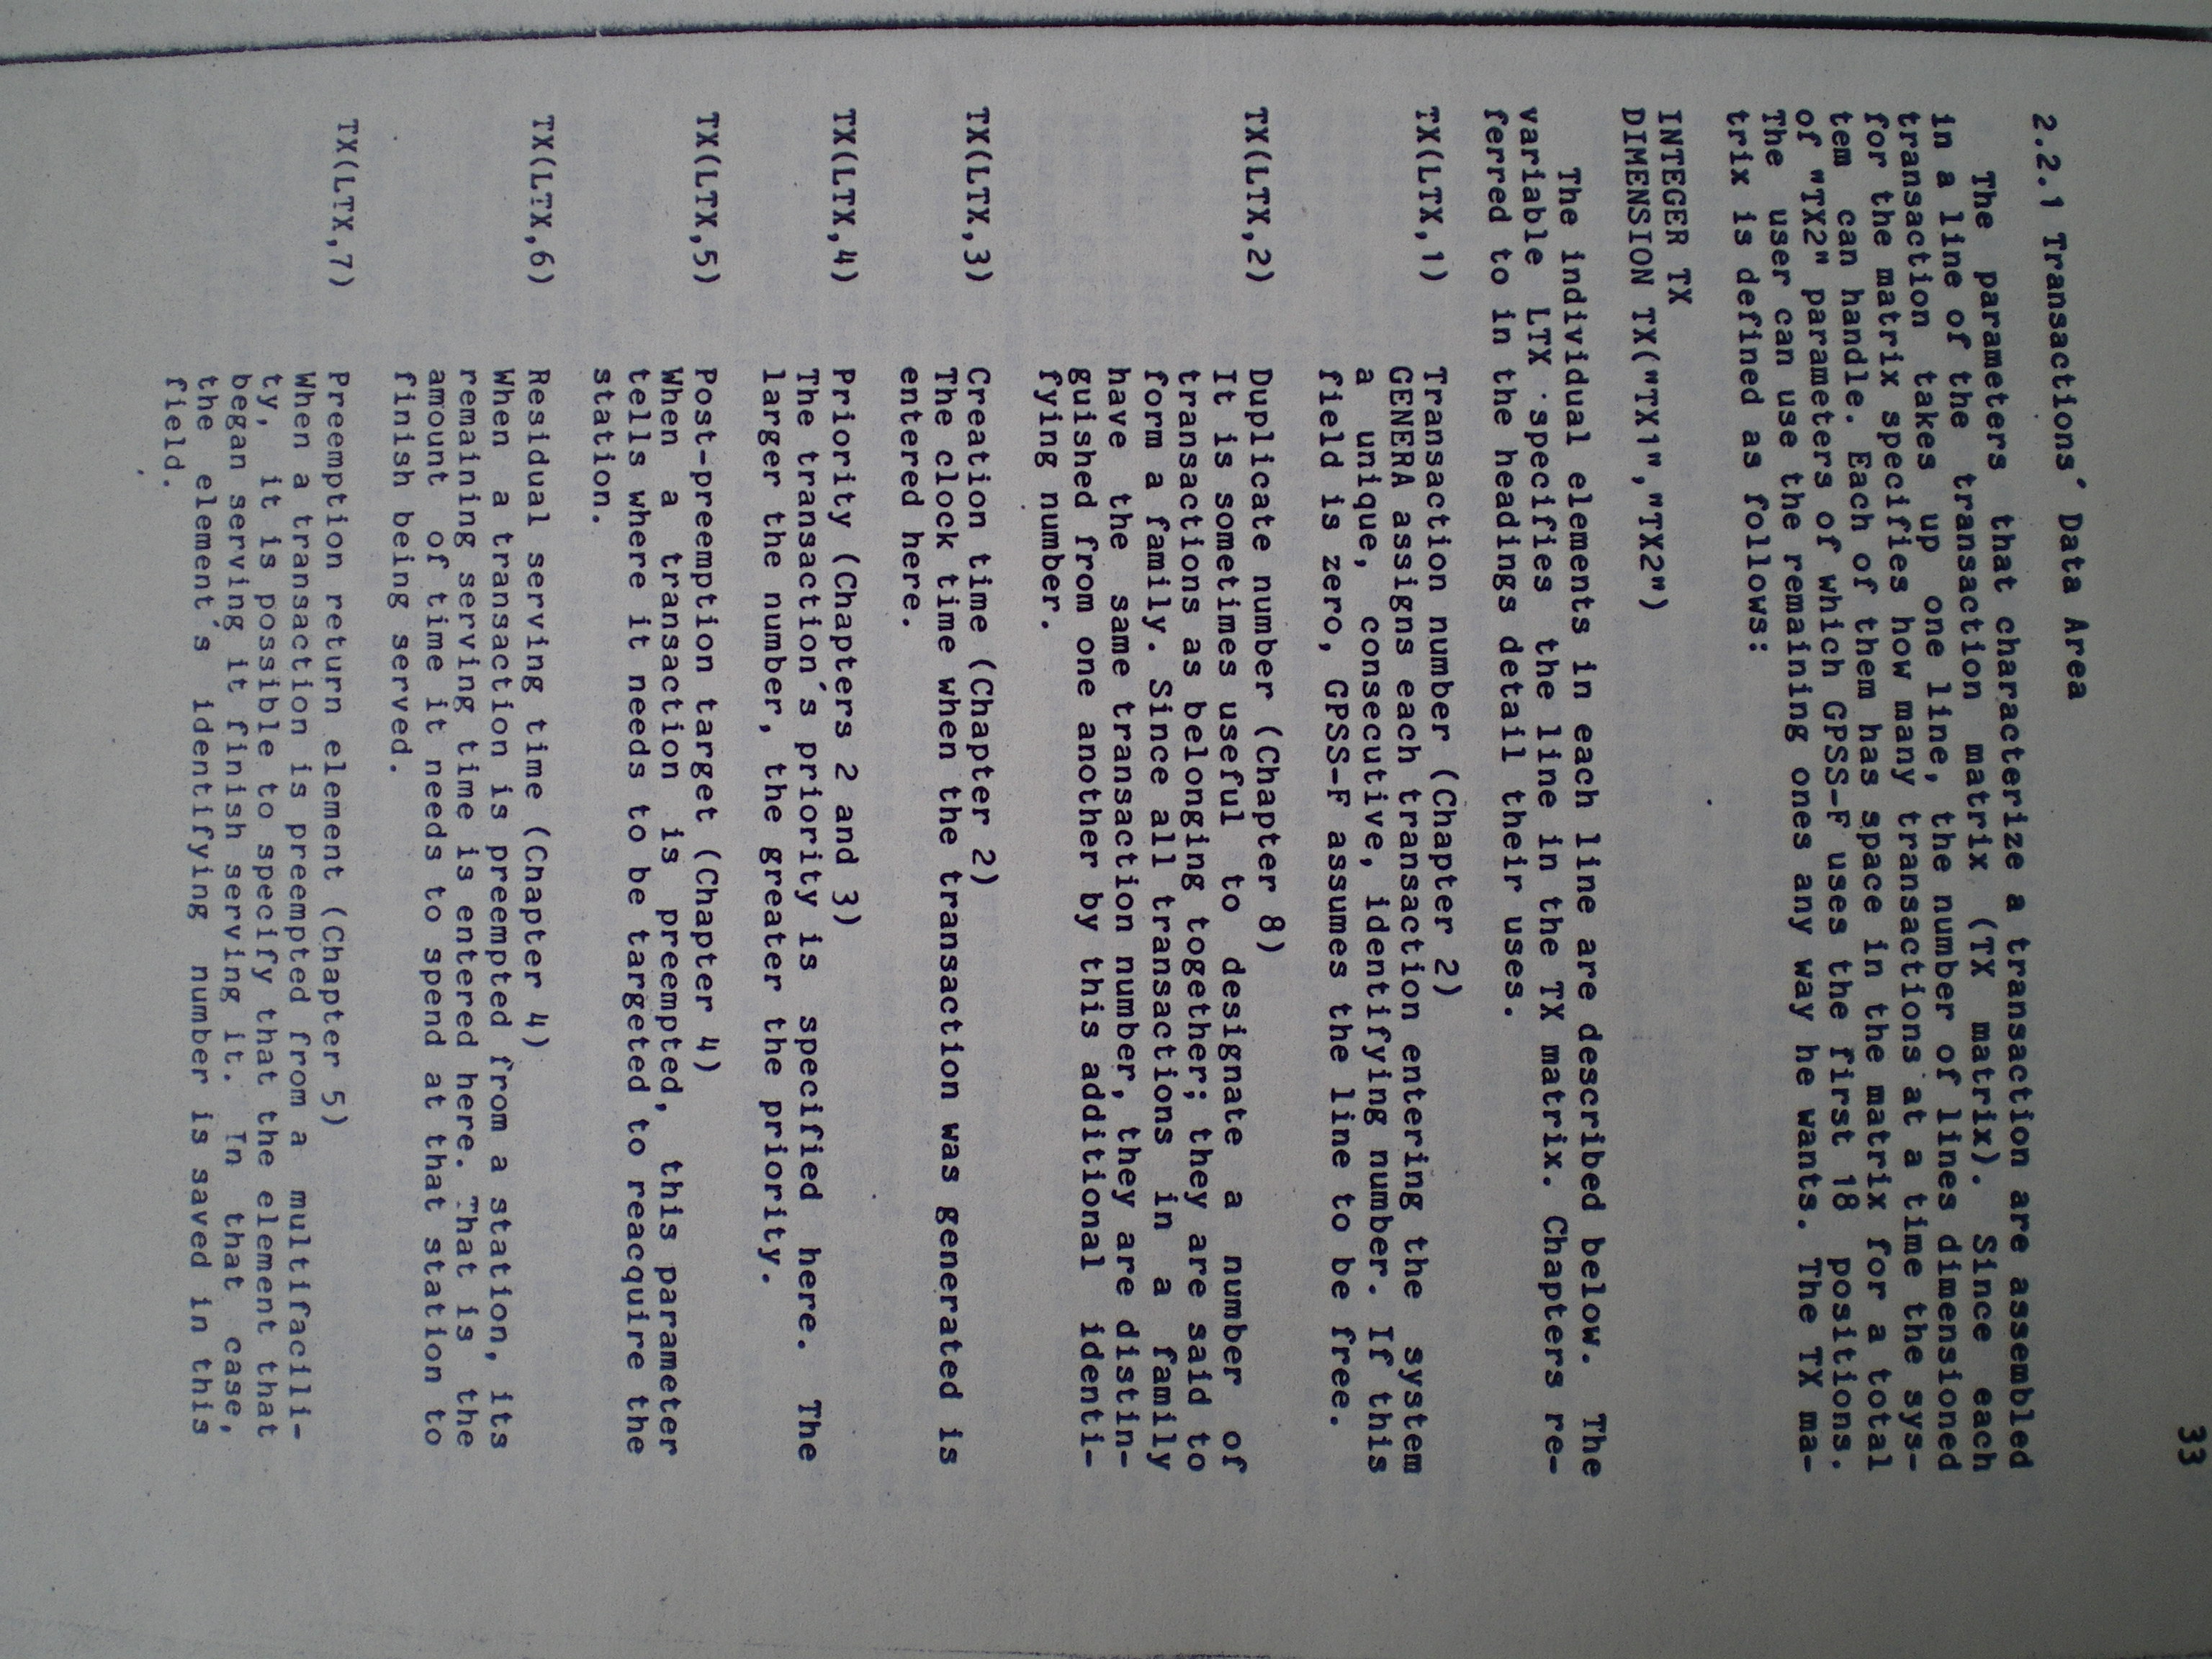 33
2.2.1 Transactions´ Data Area
The parameters that characterize a transaction are assembled
in a line of the transaction matrix (TX matrix). Since each
transaction takes up one line, the number of lines dimensioned
for the matrix specifies how many transactions at a time the sys-
tem can handle. Each of them has space in the matrix for a total
of "TX2" parameters of which GPSS-F uses the first 18 positions.
The user can use the remaining ones any way he wants. The TX ma-
trix is defined as follows:
INTEGER TX
DIMENSION TX("TX1","TX2")
The individual elements in each line are described below. The
variable LTX specifies the line in the TX matrix. Chapters re-
ferred to in the headings detail their uses.
TX(LTX,1) Transaction number (Chapter 2)
GENERA assigns each transaction entering the system
a unique, consecutive, identifying number. If this
field is zero, GPSS-F assumes the line to be free.
TX(LTX,2) Duplicate number (Chapter 8)
It is sometimes useful to designate a number of
transactions as belonging together; they are said to
form a family. Since all transactions in a family
have the same transaction number, they are distin-
guished from one another by this additional identi-
fying number.
TX(LTX,3) Creation time (Chapter 2)
The clock time when the transaction was generated is
entered here.
TX(LTX,4) Priority (Chapters 2 and 3)
The transaction´s priority is specified here. The
larger the number, the greater the priority.
TX(LTX,5) Post-preemption target (Chapter 4)
When a transaction is preempted, this parameter
tells where it needs to be targeted to reacquire the
station.
TX(LTX,6) Residual serving time (Chapter 4)
When a transaction is preempted from a station, its
remaining serving time is entered here. That is the
amount of time it needs to spend at that station to
finish being served.
TX(LTX,7) Preemption return element (Chapter 5)
When a transaction is preempted from a multifacili-
ty, it is possible to specify that the element that
began serving it finish serving it. In that case,
the element´s identifying number is saved in this
field.